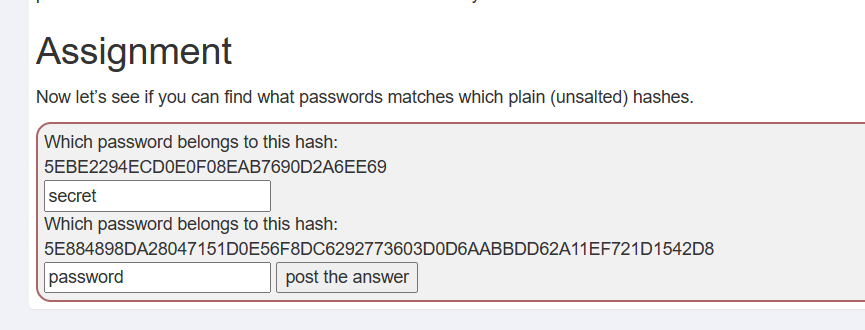 Assignment
Now let's see if you can find what passwords matches which plain (unsalted) hashes.
Which password belongs to this hash:
5EBE2294ECD0E0F08EAB7690D2A6EE69
secret
Which password belongs to this hash:
5E884898DA28047151D0E56F8DC6292773603D0D6AABBDD62A11EF721D1542D8
password post the answer